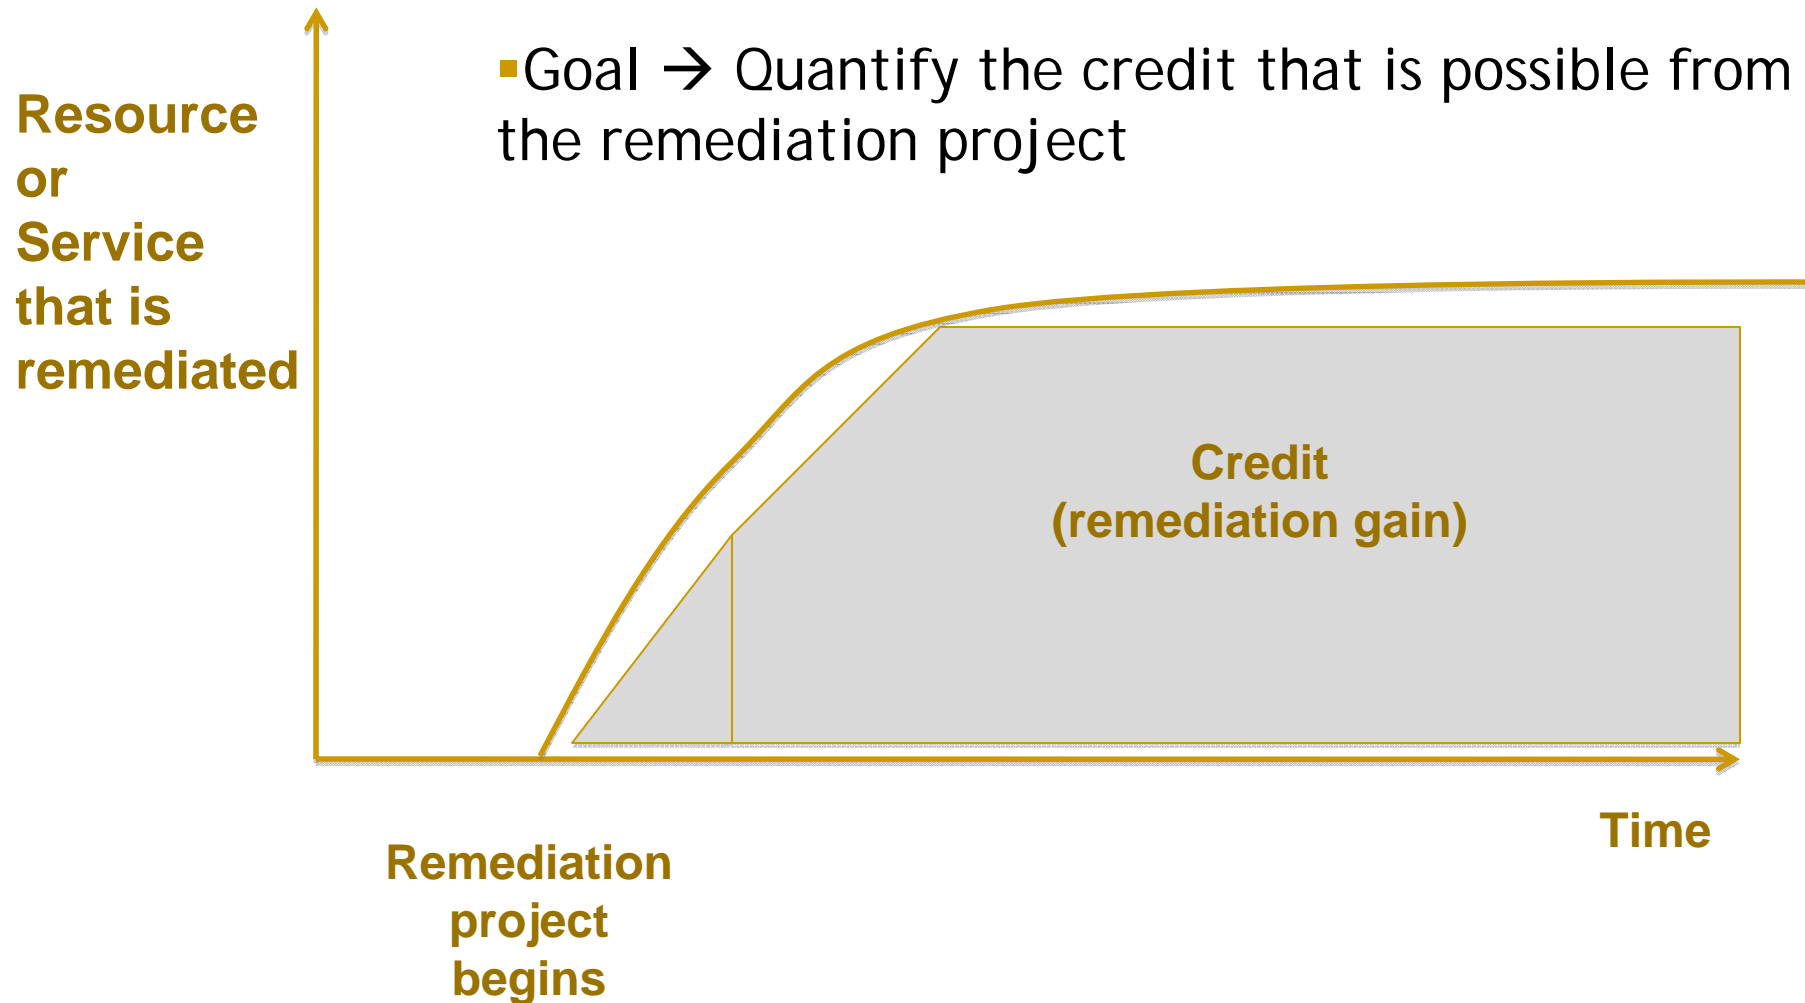 ▪Goal → Quantify the credit that is possible from
the remediation project
Resource
or
Service
that is
remediated
Credit
(remediation gain)
Time
Remediation
project
begins